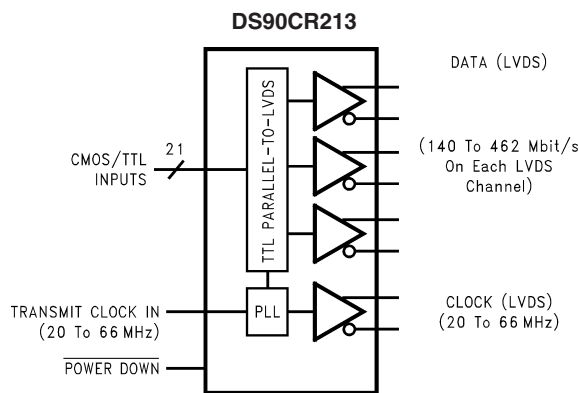 DS90CR213
DATA (LVDS)
21
CMOS/TTL
INPUTS
TTL PARALLEL-TO-LVDS
(140 To 462 Mbit/s
On Each LVDS
Channel)
TRANSMIT CLOCK IN
(20 To 66 MHz)
PLL
CLOCK (LVDS)
(20 To 66 MHz)
POWER DOWN